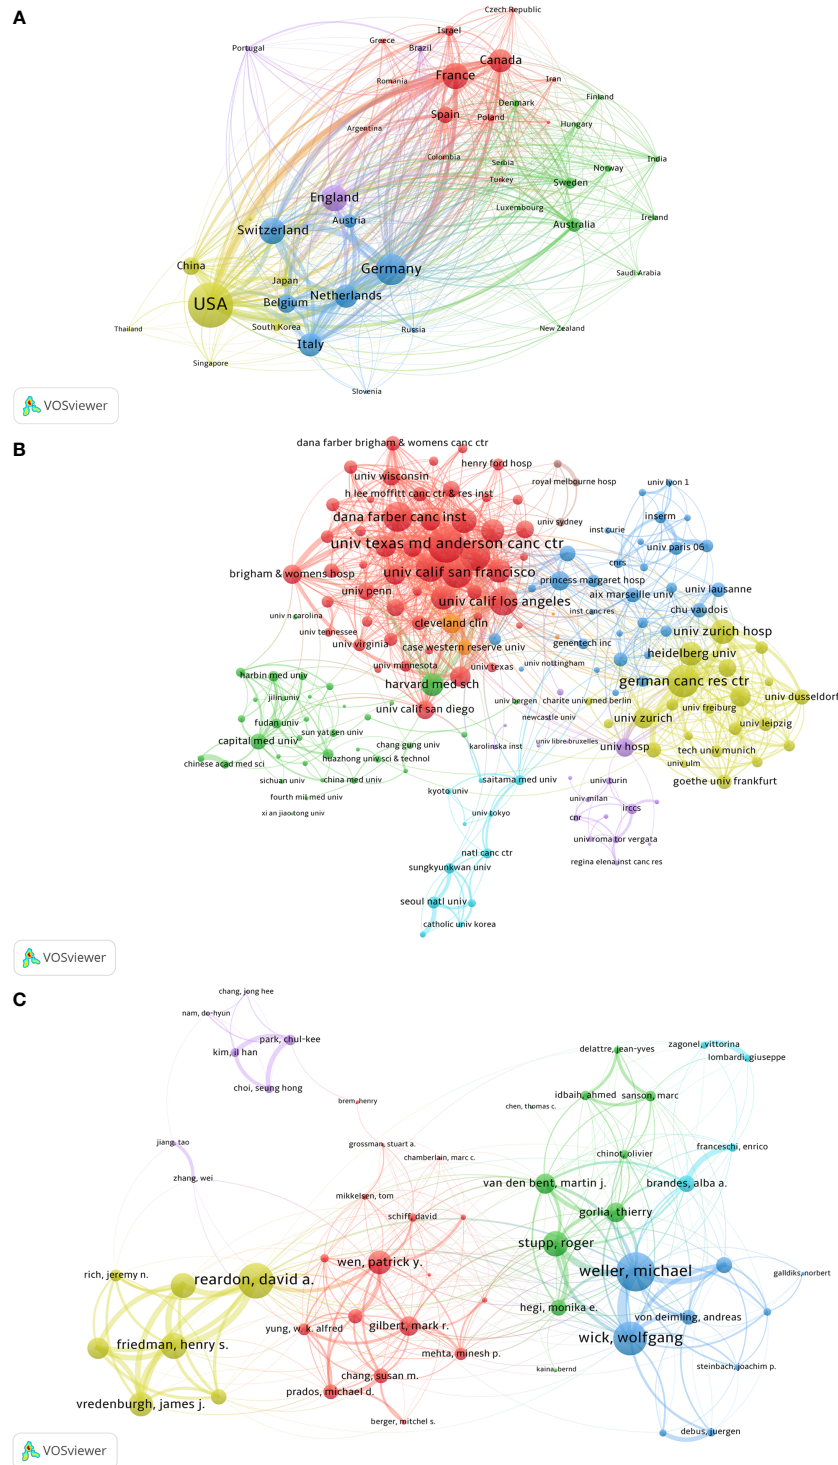 A
Czech Republic
Israel
Greece
Portugal
Brazil
Canada
France
Romania
Iran
Finland
Denmark
Spain
Poland
Hungary
Argentina
Colombia
India
Serbia
Norway
Turkey
Sweden
England
Luxembourg
Austria
Ireland
Switzerland
Australia
China
Germany
Saudi Arabia
Japan
Netherlands
USA
Belgium
Thailand
South Korea
Russia
New Zealand
Italy
Singapore
Slovenia
VOSviewer
B
dana farber brigham & womens canc ctr
henry ford hosp
univ wisconsin
royal melbourne hosp
univ lyon 1
h lee moffitt canc ctr & res inst
dana farber canc inst
univ sydney
inserm
inst curie
univ texas md anderson canc ctr
univ paris 06
cnrs
brigham & womens hosp
univ calif san francisco
princess margaret hosp
univ penn
aix marseille univ
univ lausanne
univ calif los angeles
chu vaudois
inst canc res
univ n carolina
cleveland clin
univ tennessee
univ zurich hosp
univ virginia
case western reserve univ
genentech inc
heidelberg univ
univ minnesota
univ texas
univ nottingham
harbin med univ
harvard med sch
german canc res ctr
jilin univ
univ bergen
charite univ med berlin
univ dusseldorf
univ calif san diego
univ freiburg
fudan univ
newcastle univ
univ zurich
univ leipzig
sun yat sen univ
capital med univ
chang gung univ
karolinska inst
univ libre bruxelles
univ hosp
tech univ munich
huazhong univ sci & technol
chinese acad med sci
univ ulm
sichuan univ
china med univ
saitama med univ
univ turin
goethe univ frankfurt
kyoto univ
fourth mil med univ
univ milan
irccs
xi an jiao tong univ
univ tokyo
cnr
univ roma tor vergata
natl canc ctr
regina elena inst canc res
sungkyunkwan univ
seoul natl univ
catholic univ korea
VOSviewer
C
chang, jong hee
nam, do-hyun
park, chul-kee
kim, il han
choi, seung hong
delattre, jean-yves
zagonel, vittorina
lombardi, giuseppe
brem, henry
idbaih, ahmed
sanson, marc
chen, thomas c.
jiang, tao
grossman, stuart a.
chamberlain, marc c.
chinot, olivier
franceschi, enrico
zhang, wei
mikkelsen, tom
van den bent, martin j.
brandes, alba a.
schiff, david
gorlia, thierry
stupp, roger
wen, patrick y.
rich, jeremy n.
reardon, david a.
weller, michael
galldiks, norbert
hegi, monika e.
von deimling, andreas
yung, w. k. alfred
gilbert, mark r.
friedman, henry s.
wick, wolfgang
mehta, minesh p.
kaina, bernd
steinbach, joachim p.
chang, susan m.
prados, michael d.
vredenburgh, james j.
berger, mitchel s.
debus, juergen
VOSviewer